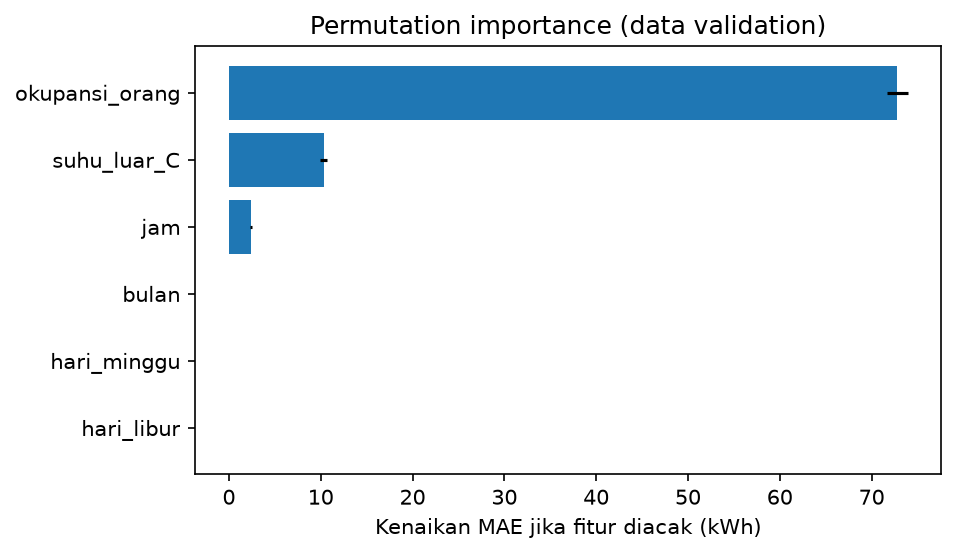 Permutation importance (data validation)
okupansi_orang
suhu_luar_C
jam
bulan
hari_minggu
hari_libur
0 10 20 30 40 50 60 70
Kenaikan MAE jika fitur diacak (kWh)